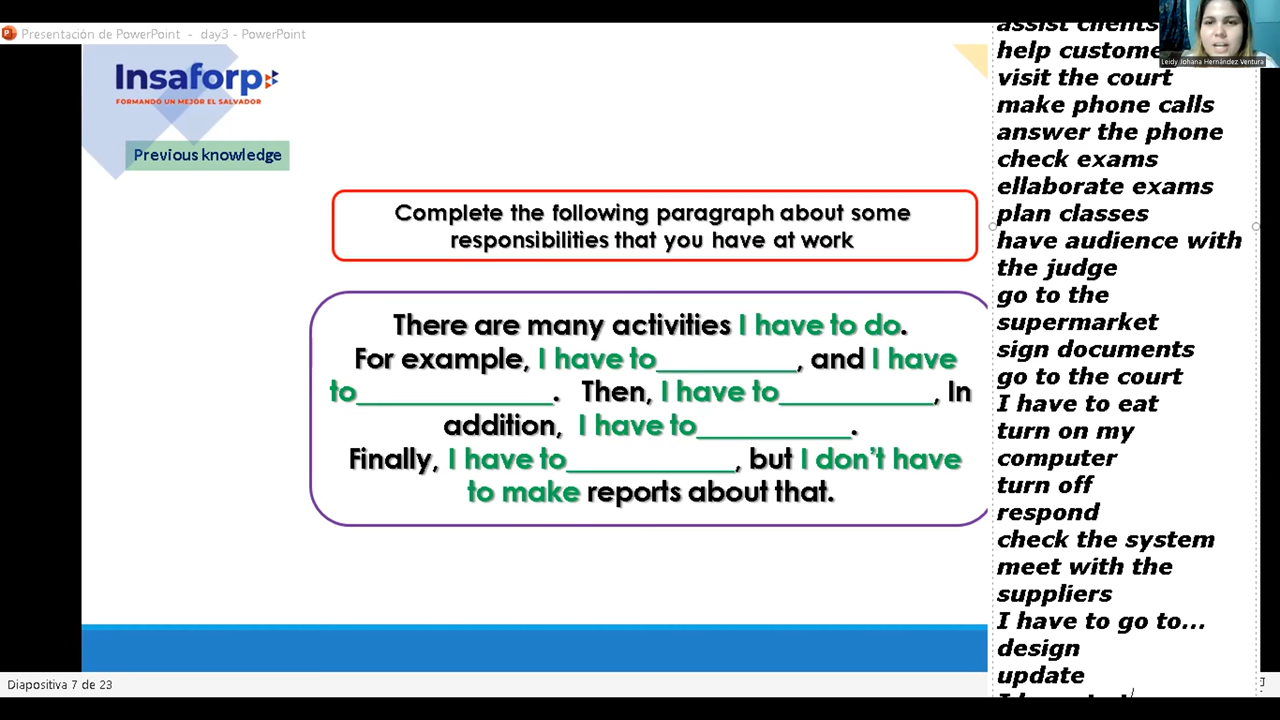 Presentación de PowerPoint - day3 - PowerPoint
Insaforp
FORMANDO UN MEJOR EL SALVADOR
Previous knowledge
Complete the following paragraph about some
responsibilities that you have at work
There are many activities I have to do.
For example, I have to__________, and I have
to______________. Then, I have to___________, In
addition, I have to___________.
Finally, I have to____________, but I don't have
to make reports about that.
Diapositiva 7 de 23
assist clients
help custome
visit the court
make phone calls
answer the phone
check exams
ellaborate exams
plan classes
have audience with
the judge
go to the
supermarket
sign documents
go to the court
I have to eat
turn on my
computer
turn off
respond
check the system
meet with the
suppliers
I have to go to...
design
update
Leidy Johana Hernández Ventura